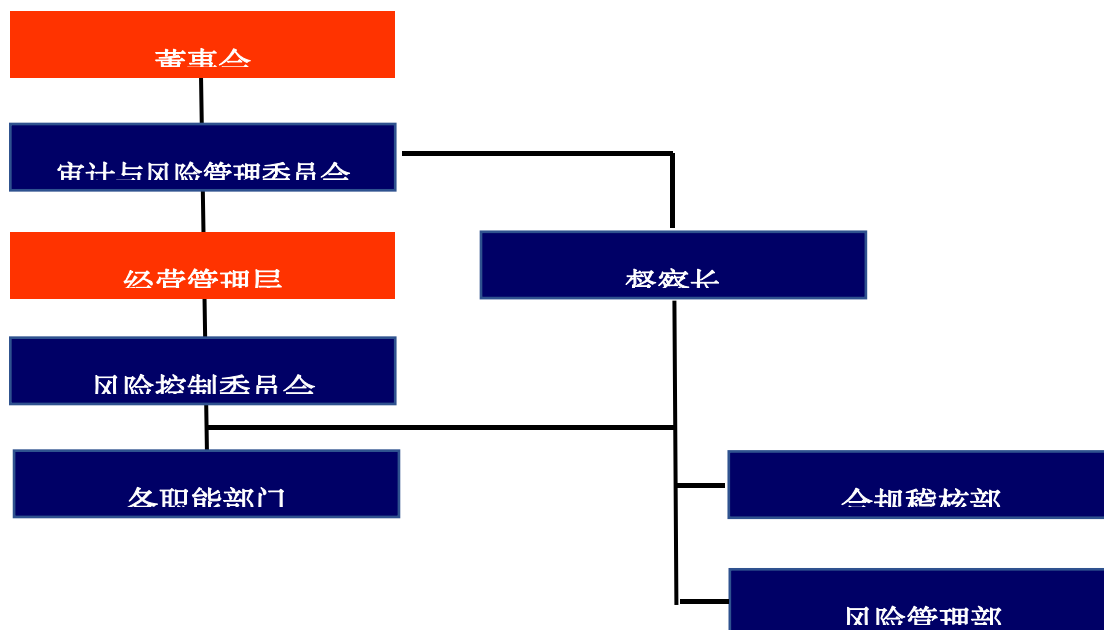 董事会
审计与风险管理委员会
经营管理层
督察长
风险控制委员会
各职能部门
合规稽核部
风险管理部